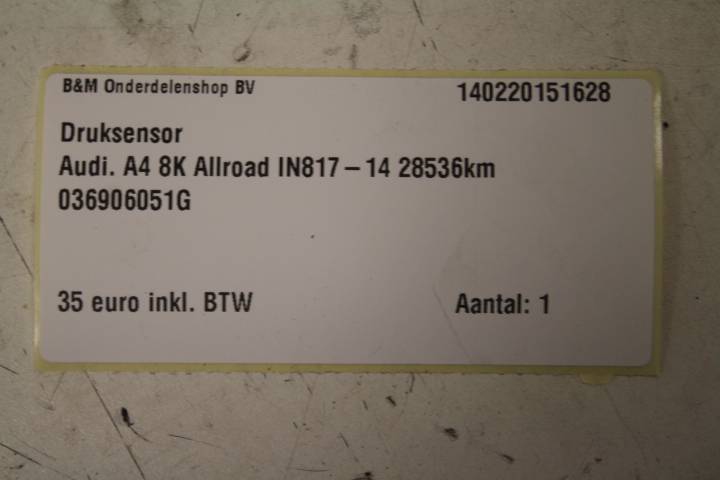 B&M Onderdelenshop BV
140220151628
Druksensor
Audi. A4 8K Allroad IN817-14 28536km
036906051G
35 euro inkl. BTW
Aantal: 1